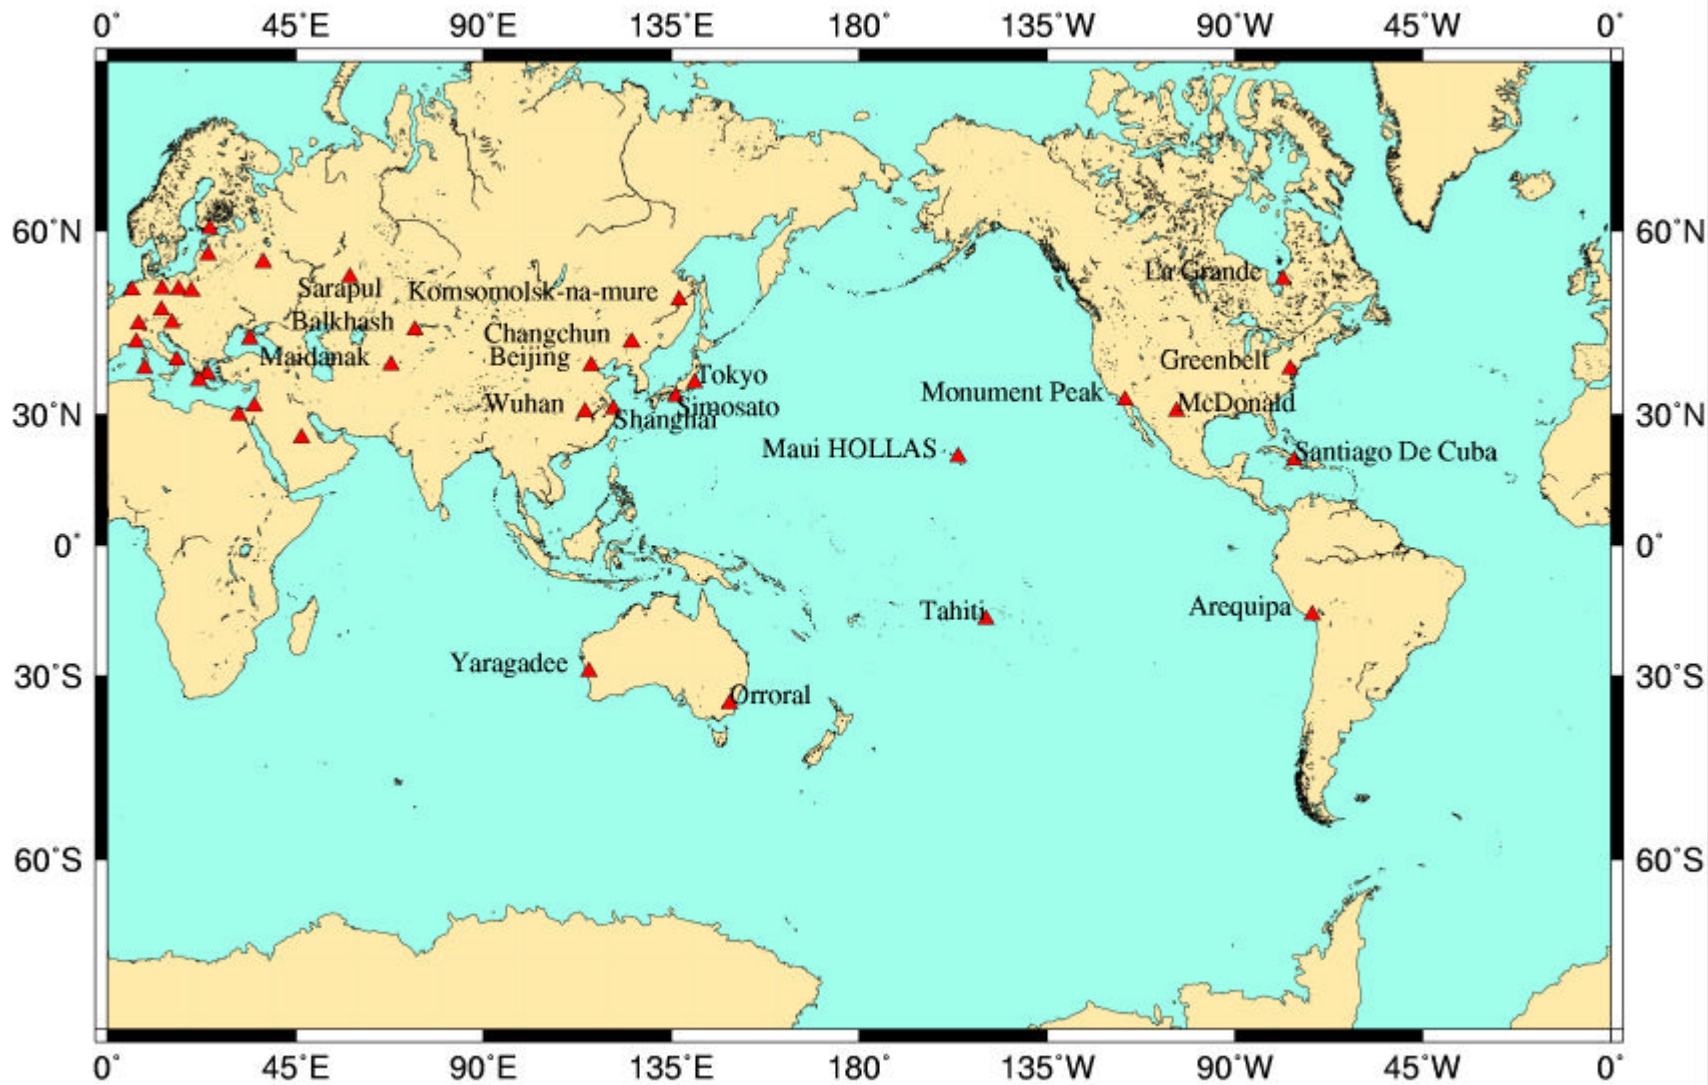 0° 45°E 90°E 135°E 180° 135°W 90°W 45°W 0°
60°N 60°N
La Grande
Sarapul Komsomolsk-na-mure
Balkhash Changchun
Maidanak Beijing Greenbelt
Tokyo
Monument Peak McDonald
Wuhan Simosato
30°N Shanghai 30°N
Maui HOLLAS Santiago De Cuba
0° 0°
Tahiti Arequipa
Yaragadee
30°S 30°S
Orroral
60°S 60°S
0° 45°E 90°E 135°E 180° 135°W 90°W 45°W 0°